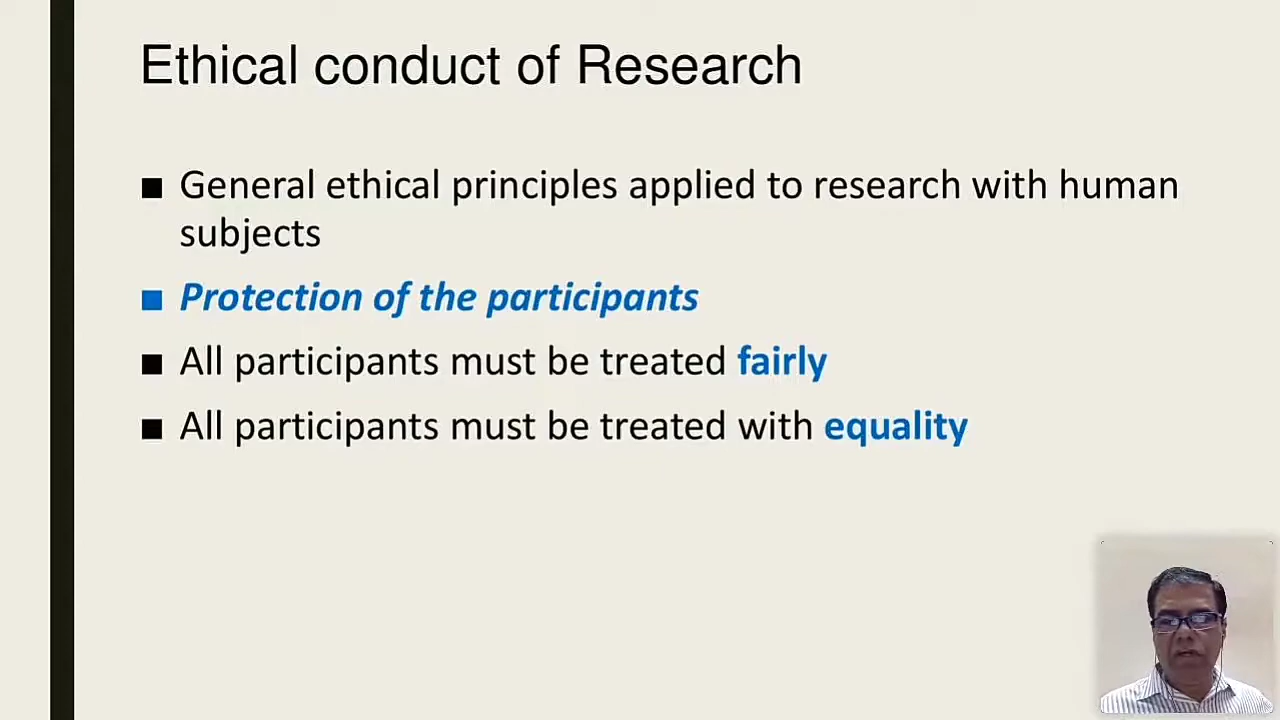 Ethical conduct of Research
■ General ethical principles applied to research with human
subjects
■ Protection of the participants
■ All participants must be treated fairly
■ All participants must be treated with equality